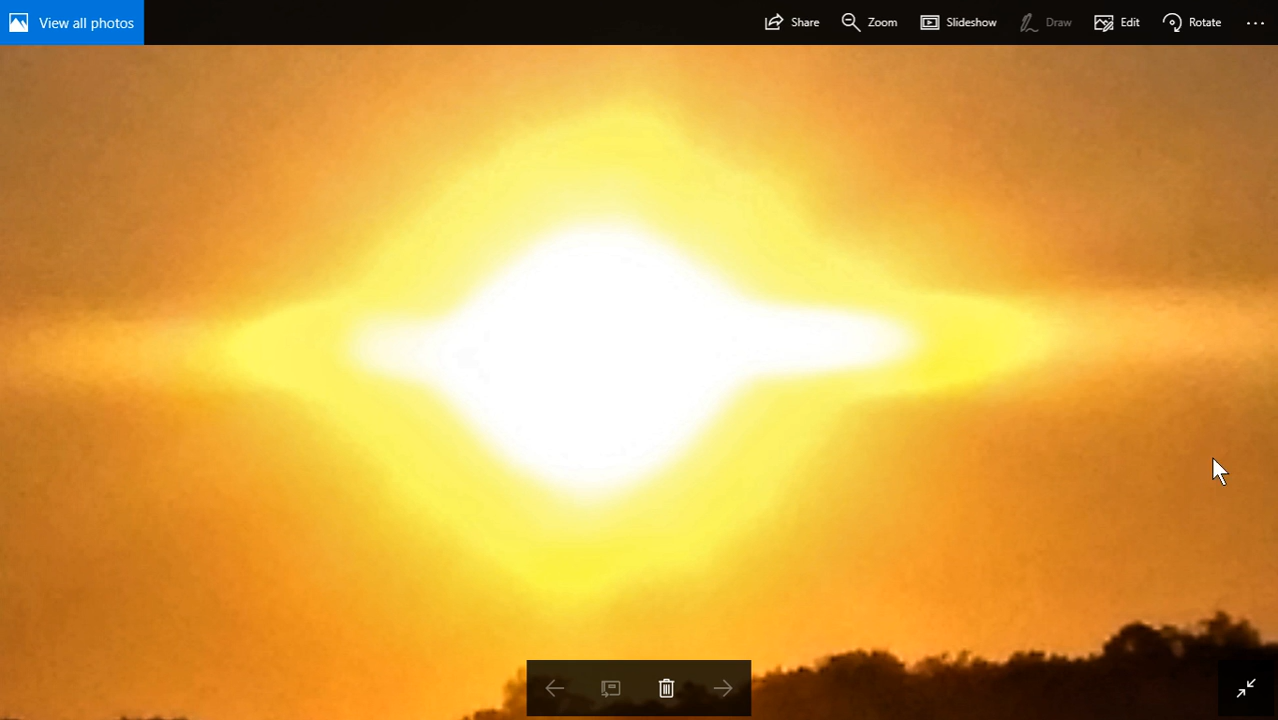 View all photos
Share
Zoom
Slideshow
Draw
Edit
Rotate